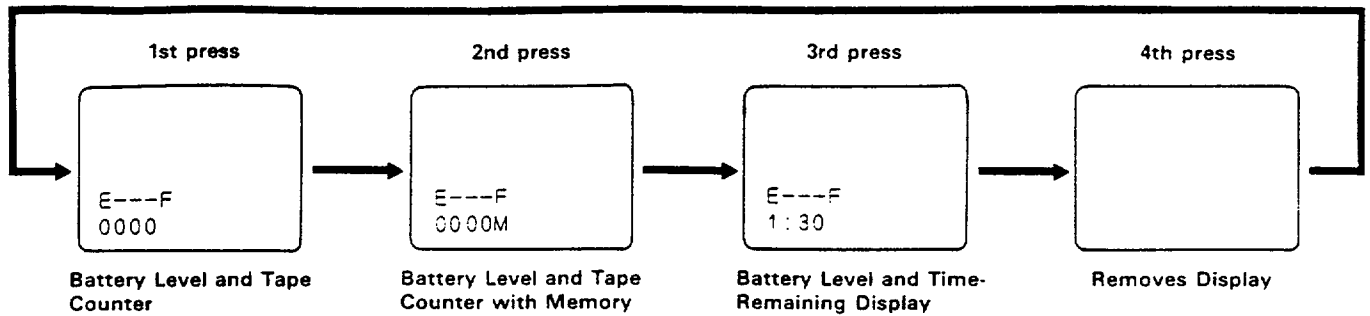 1st press
2nd press
3rd press
4th press
E---F
0000
E---F
0000M
E---F
1:30
Battery Level and Tape
Counter
Battery Level and Tape
Counter with Memory
Battery Level and Time-
Remaining Display
Removes Display